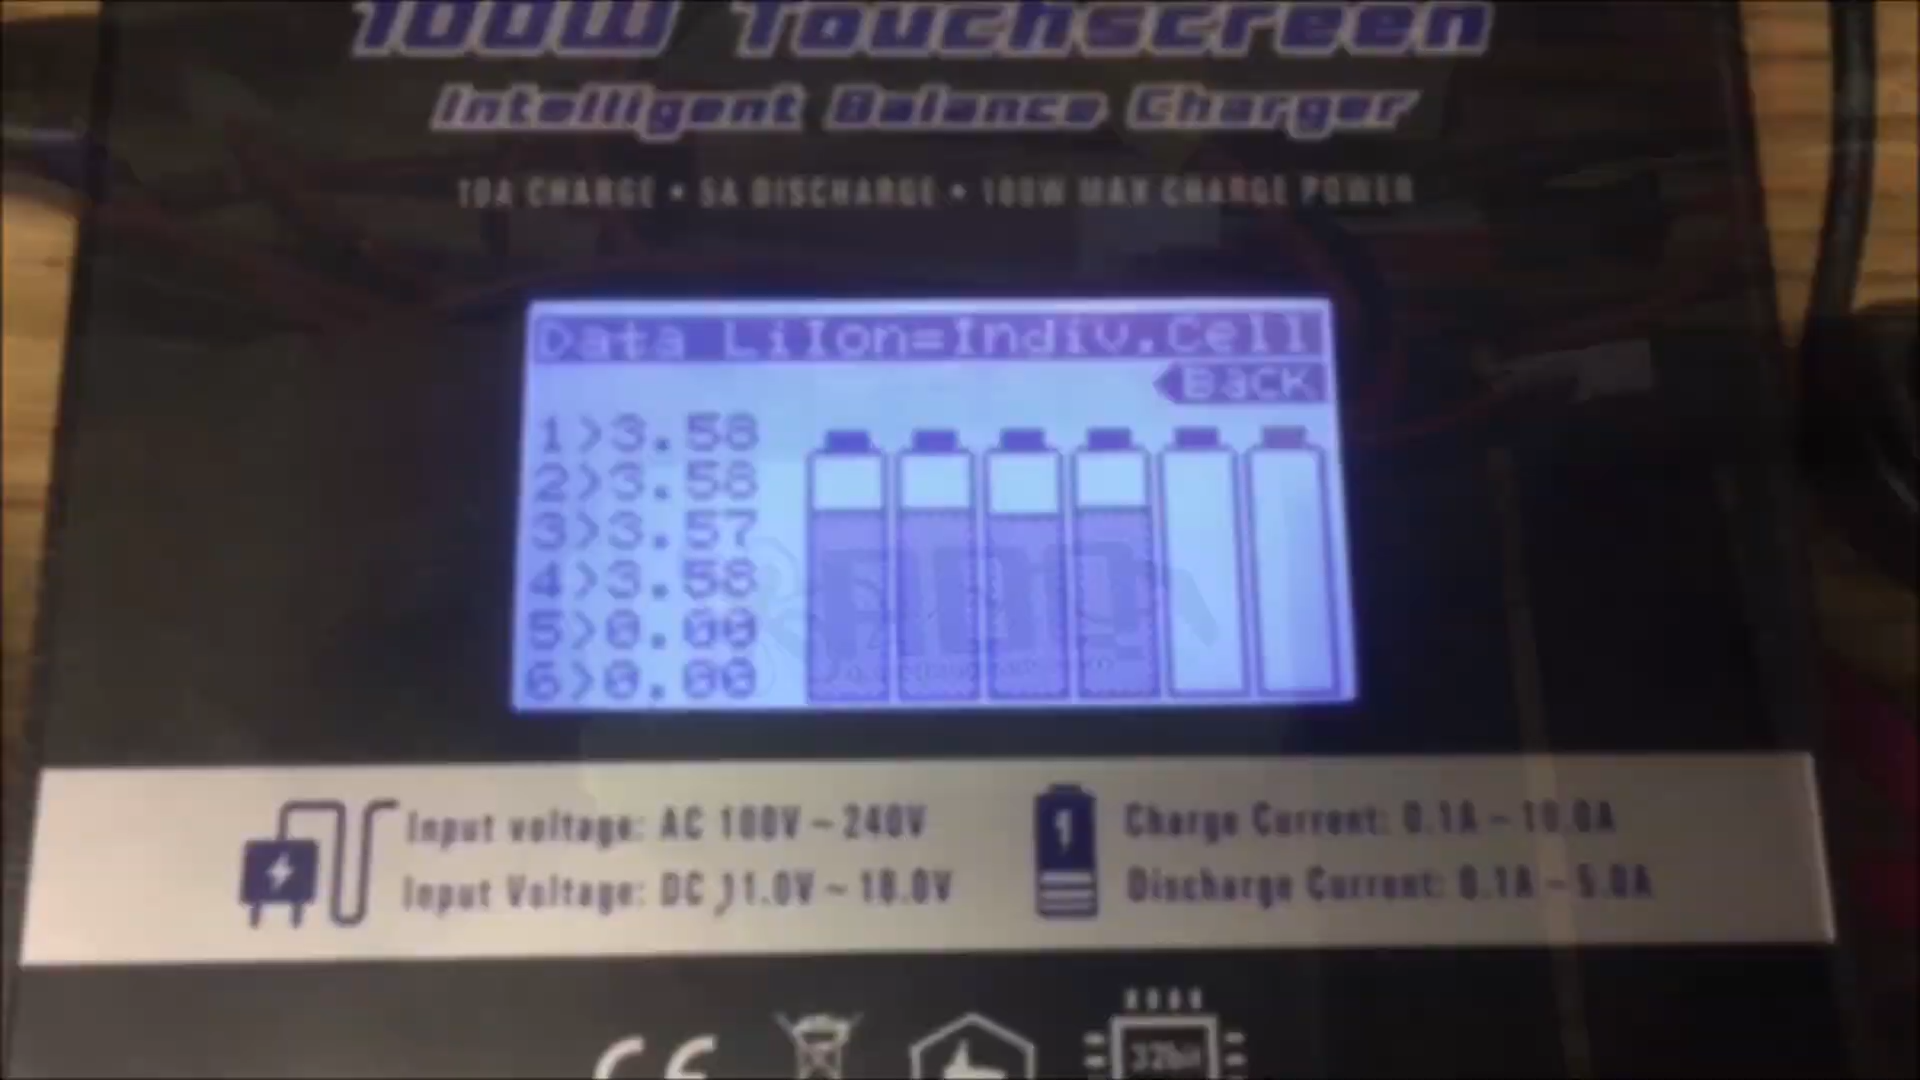 100W Touchscreen
Intelligent Balance Charger
10A CHARGE • 5A DISCHARGE • 100W MAX CHARGE POWER
Data LiIon=Indiv.Cell
BACK
1>3.58
2>3.58
3>3.57
4>3.58
5>0.00
6>0.00
Input voltage: AC 100V ~ 240V
Input Voltage: DC 11.0V ~ 18.0V
Charge Current: 0.1A ~ 10.0A
Discharge Current: 0.1A ~ 5.0A
CE
32bit